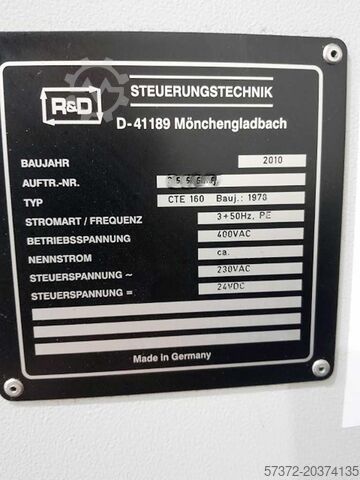 R&D
STEUERUNGSTECHNIK
D-41189 Mönchengladbach
BAUJAHR 2010
AUFTR.-NR.
TYP CTE 160 Bauj.: 1978
STROMART / FREQUENZ 3+50Hz, PE
BETRIEBSSPANNUNG 400VAC
NENNSTROM ca.
STEUERSPANNUNG ~ 230VAC
STEUERSPANNUNG = 24VDC
Made in Germany
57372-20374135